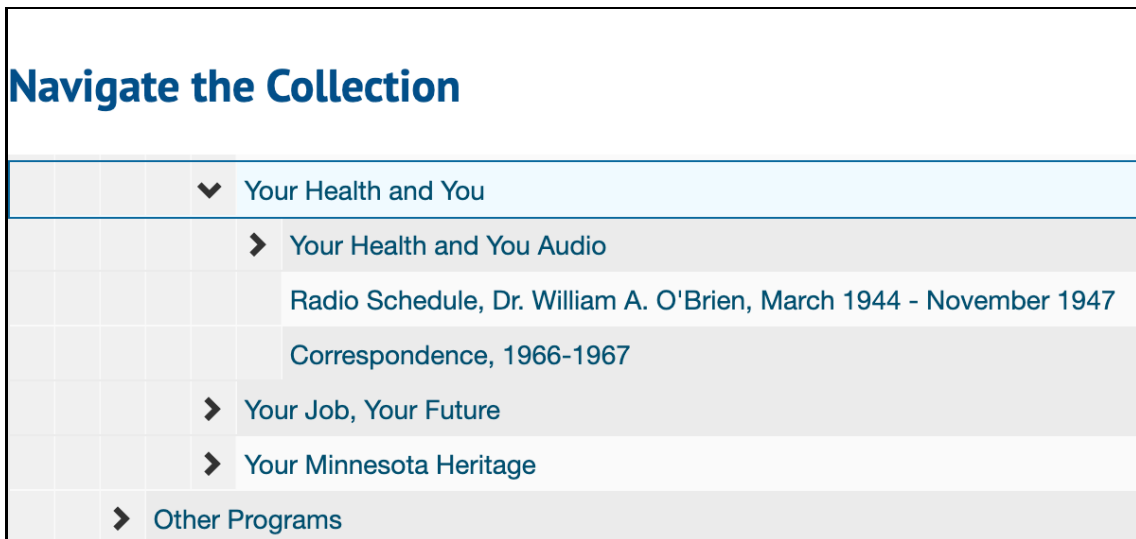 Navigate the Collection
Your Health and You
Your Health and You Audio
Radio Schedule, Dr. William A. O'Brien, March 1944 - November 1947
Correspondence, 1966-1967
Your Job, Your Future
Your Minnesota Heritage
Other Programs